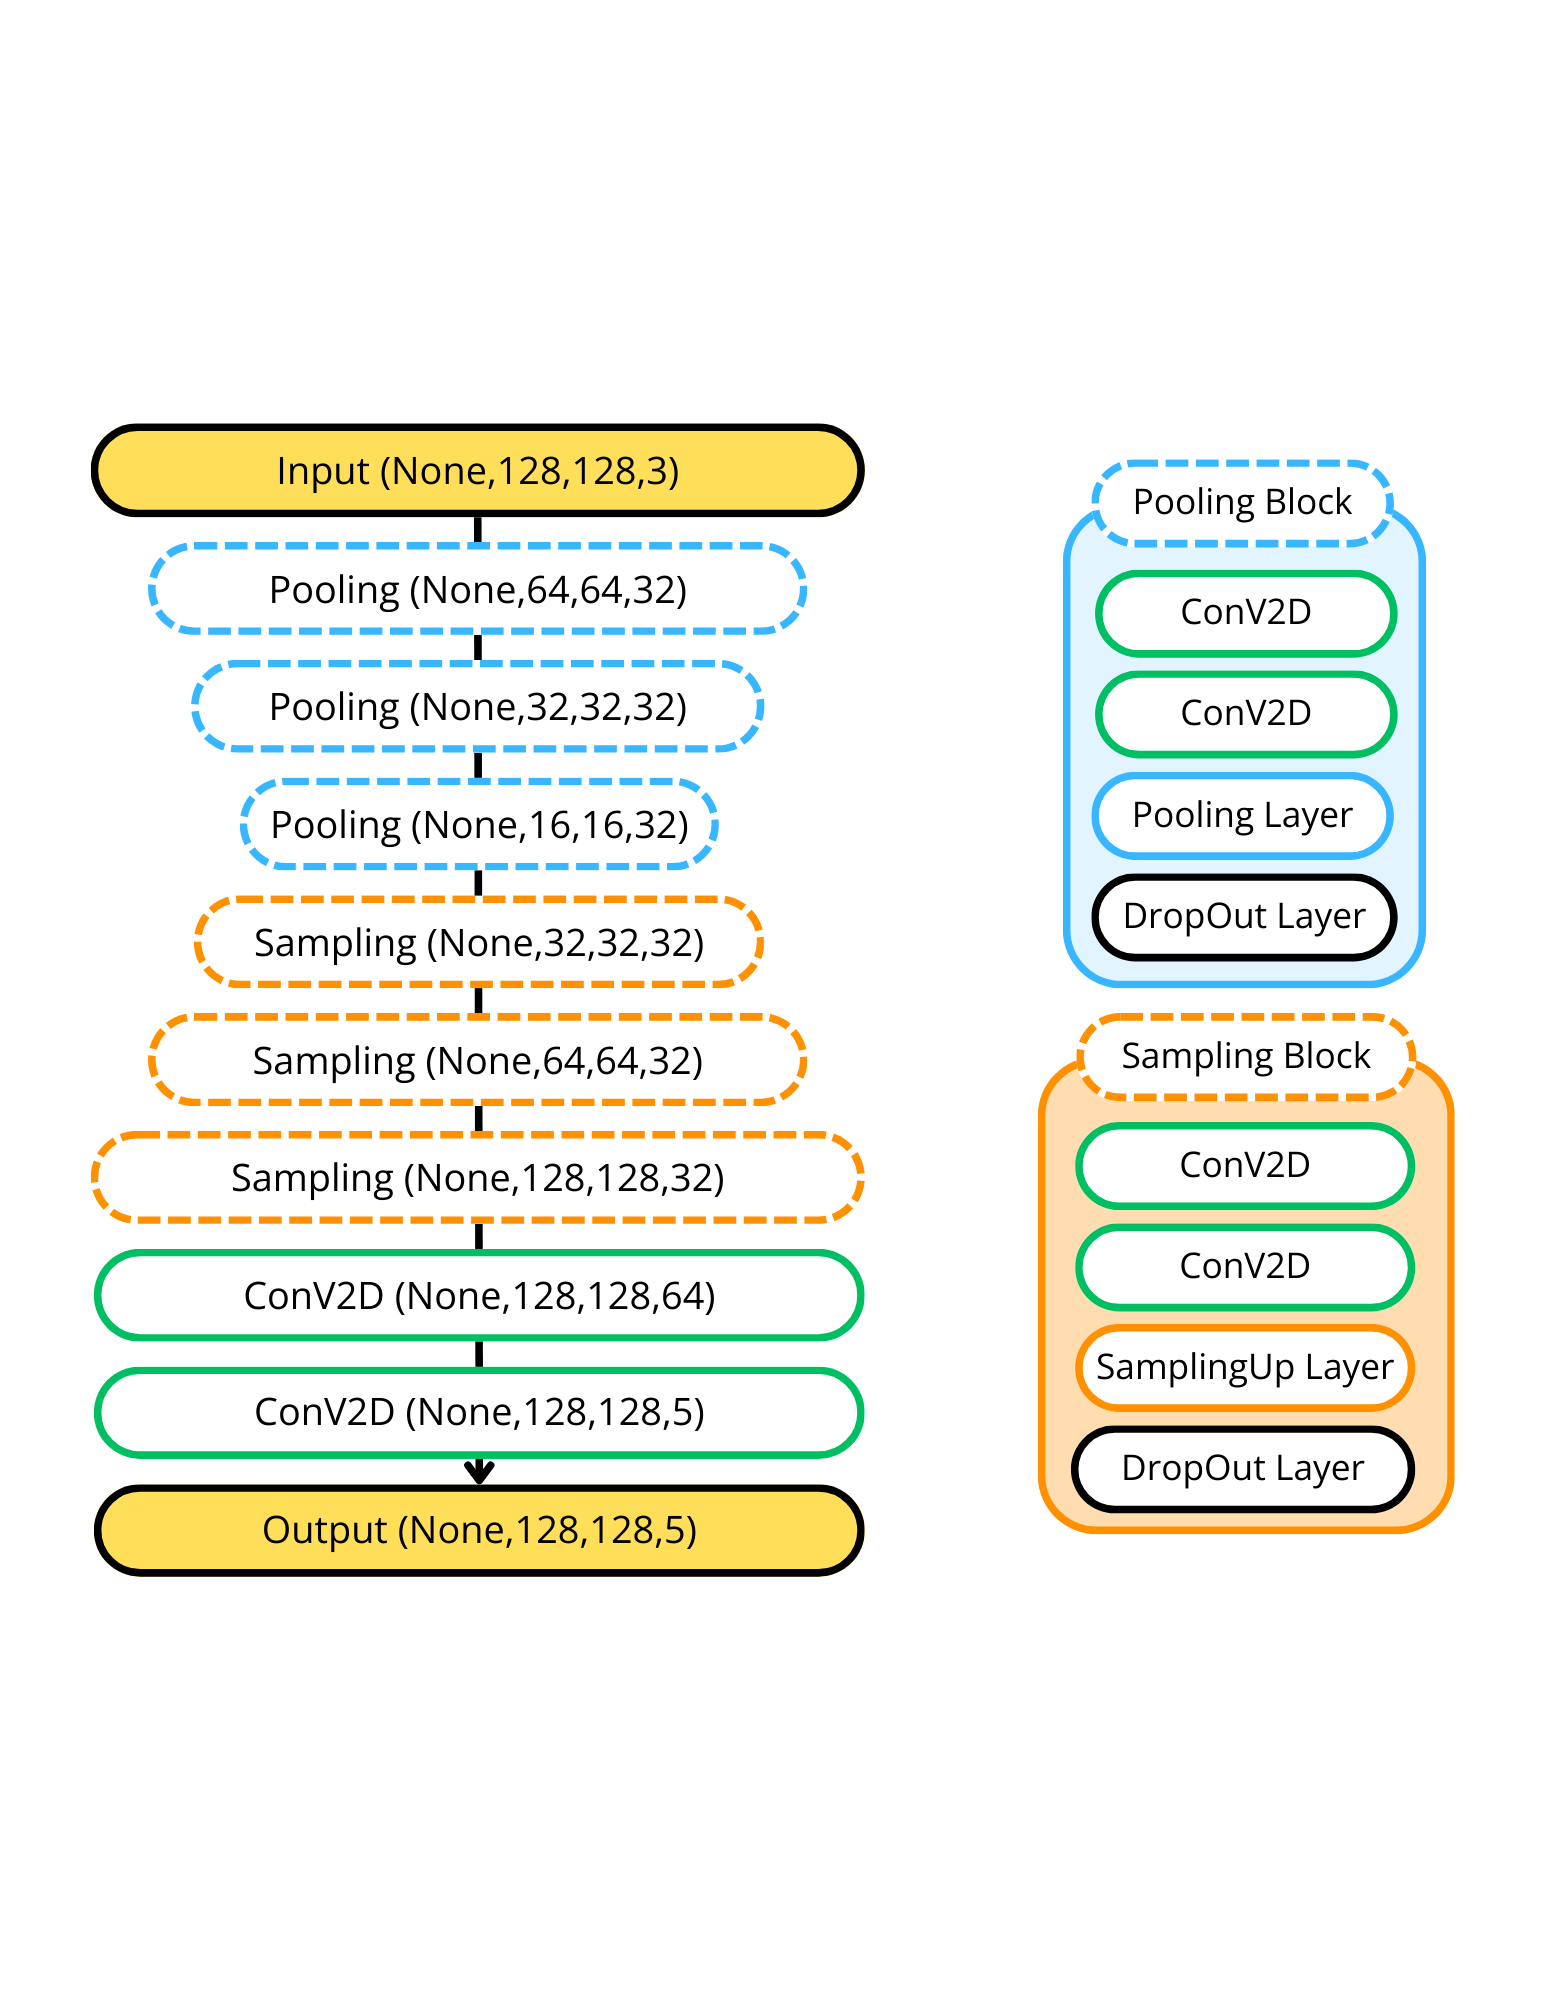 Input (None,128,128,3)
Pooling (None,64,64,32)
Pooling (None,32,32,32)
Pooling (None,16,16,32)
Sampling (None,32,32,32)
Sampling (None,64,64,32)
Sampling (None,128,128,32)
ConV2D (None,128,128,64)
ConV2D (None,128,128,5)
Output (None,128,128,5)
Pooling Block
ConV2D
ConV2D
Pooling Layer
DropOut Layer
Sampling Block
ConV2D
ConV2D
SamplingUp Layer
DropOut Layer